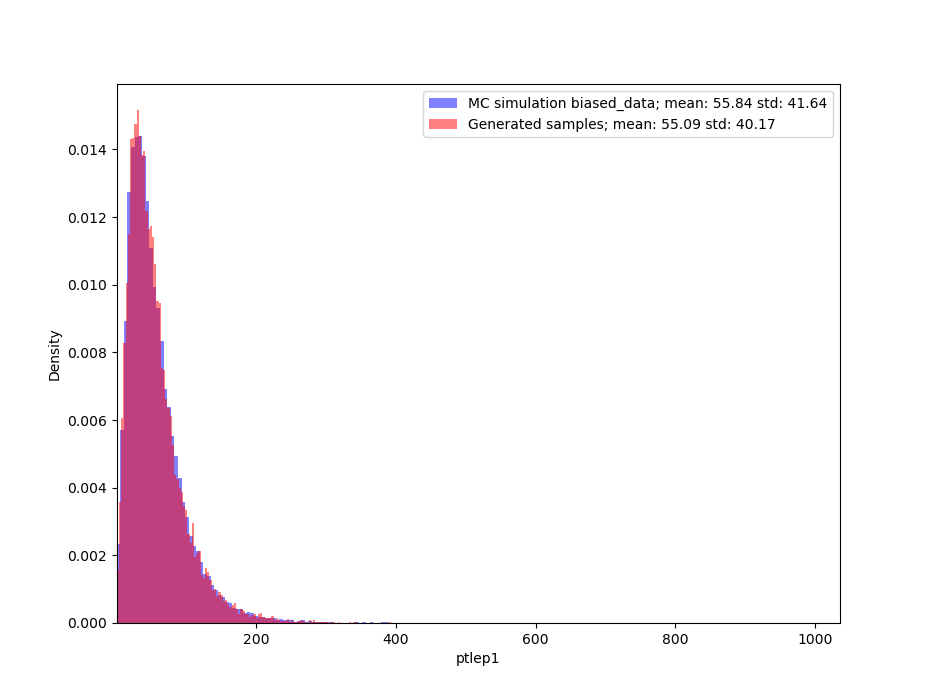 MC simulation biased_data; mean: 55.84 std: 41.64
Generated samples; mean: 55.09 std: 40.17
0.014
0.012
0.010
0.008
0.006
0.004
0.002
0.000
Density
200 400 600 800 1000
ptlep1